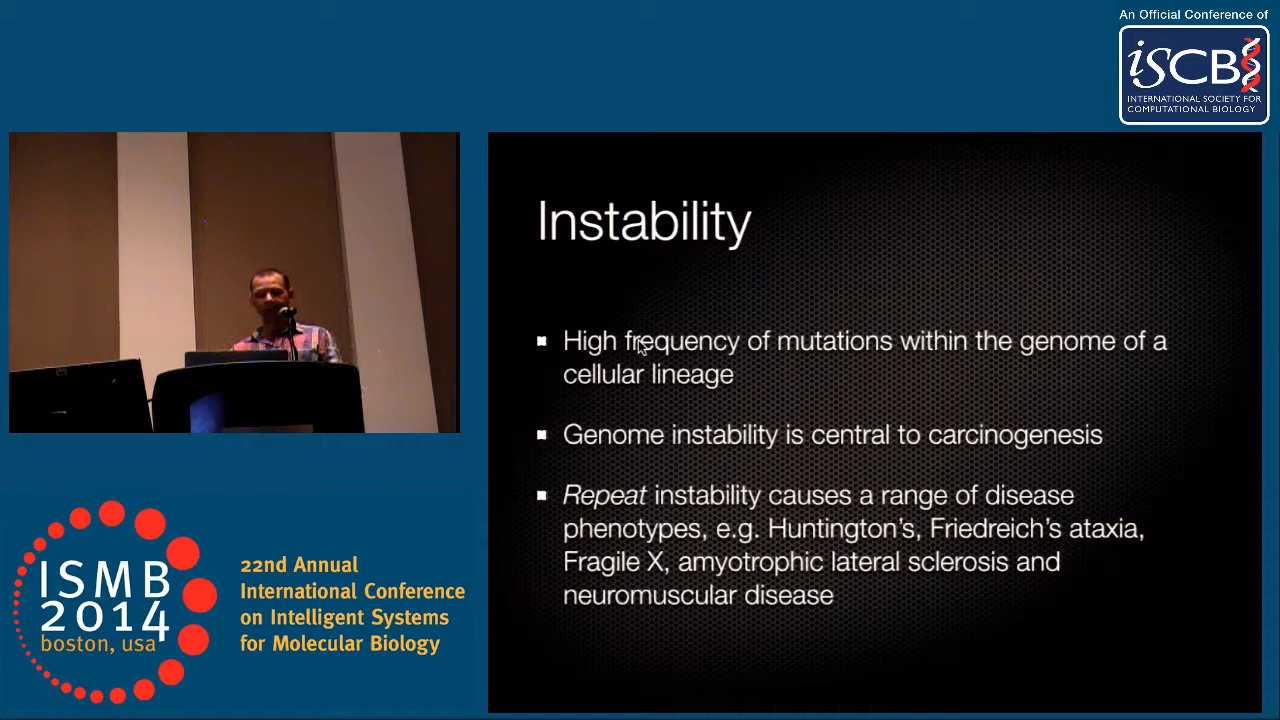 An Official Conference of
iSCB
INTERNATIONAL SOCIETY FOR
COMPUTATIONAL BIOLOGY
Instability
High frequency of mutations within the genome of a
cellular lineage
Genome instability is central to carcinogenesis
Repeat instability causes a range of disease
phenotypes, e.g. Huntington's, Friedreich's ataxia,
Fragile X, amyotrophic lateral sclerosis and
neuromuscular disease
ISMB
2014
boston, usa
22nd Annual
International Conference
on Intelligent Systems
for Molecular Biology